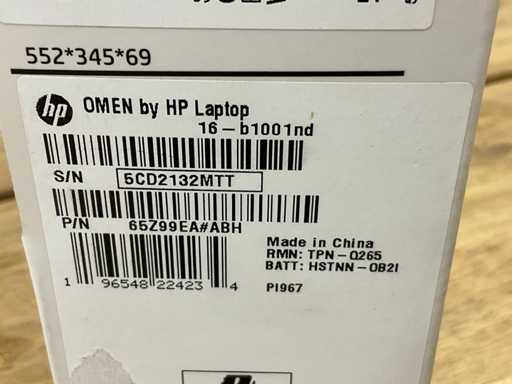 552*345*69
hp OMEN by HP Laptop
16-b1001nd
S/N 5CD2132MTT
P/N 65Z99EA#ABH
Made in China
RMN: TPN-Q265
BATT: HSTNN-OB2I
1 96548 22423 4
PI967